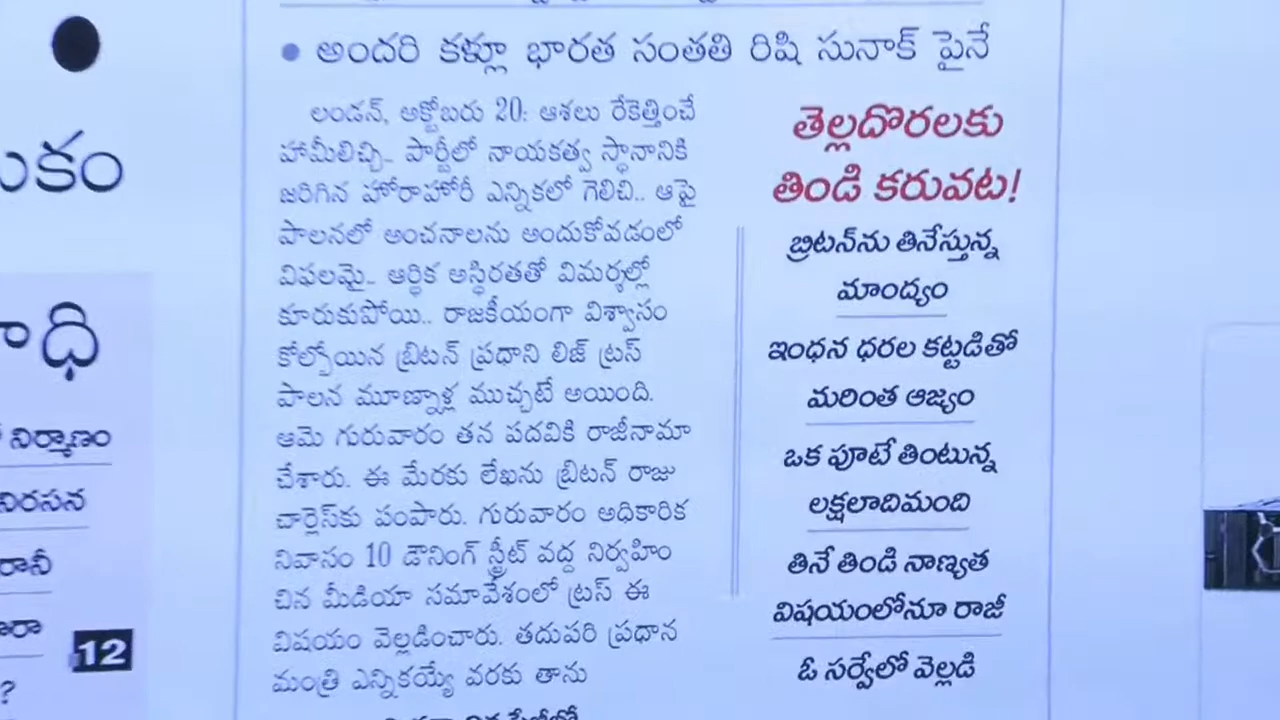 అందరి కళ్లూ భారత సంతతి రిషి సునాక్ పైనే
లండన్, అక్టోబరు 20: ఆశలు రేకెత్తించే
హామీలిచ్చి.. పార్టీలో నాయకత్వ స్థానానికి
జరిగిన హోరాహోరీ ఎన్నికలో గెలిచి.. ఆపై
పాలనలో అంచనాలను అందుకోవడంలో
విఫలమై.. ఆర్థిక అస్థిరతతో విమర్శల్లో
కూరుకుపోయి.. రాజకీయంగా విశ్వాసం
కోల్పోయిన బ్రిటన్ ప్రధాని లిజ్ ట్రస్
పాలన మూణ్నాళ్ల ముచ్చటే అయింది.
ఆమె గురువారం తన పదవికి రాజీనామా
చేశారు. ఈ మేరకు లేఖను బ్రిటన్ రాజు
చార్లెస్‌కు పంపారు. గురువారం అధికారిక
నివాసం 10 డౌనింగ్ స్ట్రీట్ వద్ద నిర్వహిం
చిన మీడియా సమావేశంలో ట్రస్ ఈ
విషయం వెల్లడించారు. తదుపరి ప్రధాన
మంత్రి ఎన్నికయ్యే వరకు తాను
తెల్లదొరలకు
తిండి కరువట!
బ్రిటన్‌ను తినేస్తున్న
మాంద్యం
ఇంధన ధరల కట్టడితో
మరింత ఆజ్యం
ఒక పూటే తింటున్న
లక్షలాదిమంది
తినే తిండి నాణ్యత
విషయంలోనూ రాజీ
ఓ సర్వేలో వెల్లడి
నిర్మాణం
12